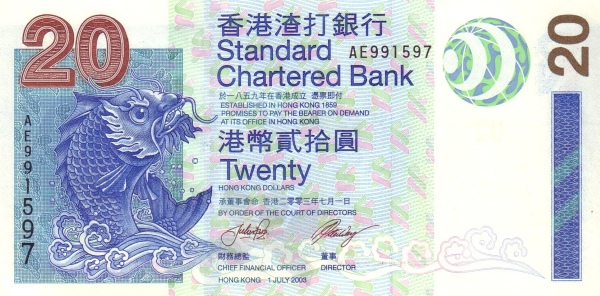 20
香港渣打銀行
Standard
Chartered Bank
AE991597
20
於一八五九年在香港成立 憑票即付
ESTABLISHED IN HONG KONG 1859
PROMISES TO PAY THE BEARER ON DEMAND
AT ITS OFFICE IN HONG KONG
港幣貳拾圓
Twenty
HONG KONG DOLLARS
承董事會命 香港二零零三年七月一日
BY ORDER OF THE COURT OF DIRECTORS
財務總監 董事
CHIEF FINANCIAL OFFICER DIRECTOR
HONG KONG 1 JULY 2003
AE991597